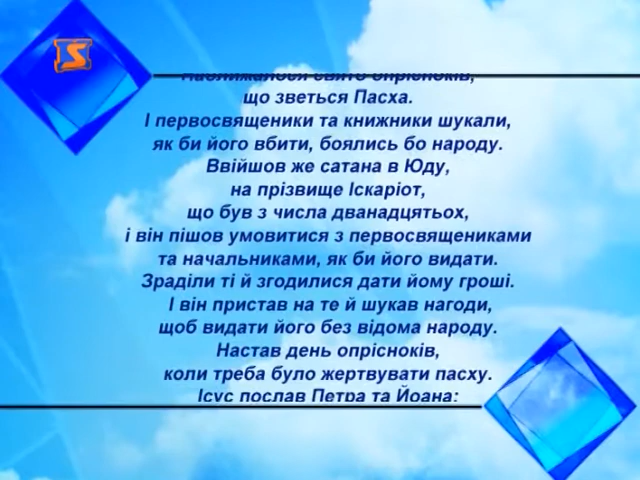 Наближалося свято опрісноків,
що зветься Пасха.
І первосвященики та книжники шукали,
як би його вбити, боялись бо народу.
Ввійшов же сатана в Юду,
на прізвище Іскаріот,
що був з числа дванадцятьох,
і він пішов умовитися з первосвящениками
та начальниками, як би його видати.
Зраділи ті й згодилися дати йому гроші.
І він пристав на те й шукав нагоди,
щоб видати його без відома народу.
Настав день опрісноків,
коли треба було жертвувати пасху.
Ісус послав Петра та Йоана: